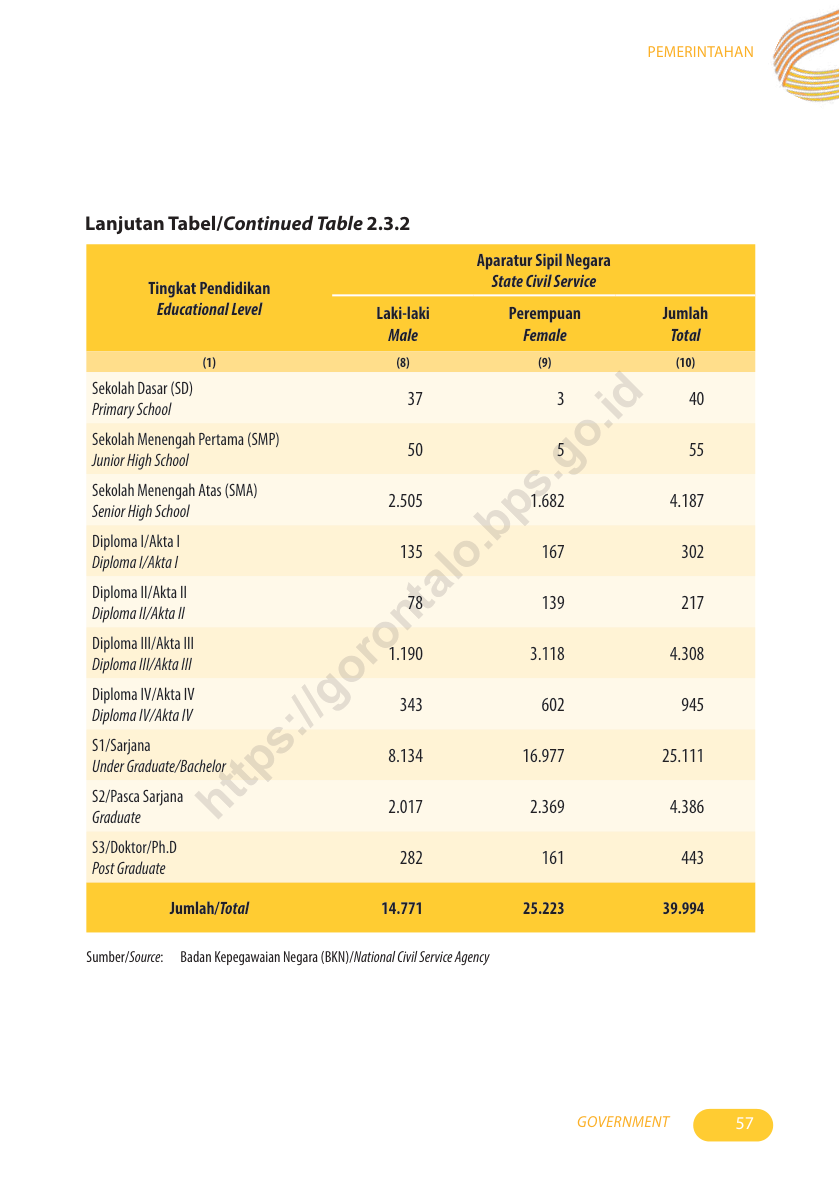 PEMERINTAHAN
Lanjutan Tabel/Continued Table 2.3.2
Tingkat Pendidikan
Educational Level
Aparatur Sipil Negara
State Civil Service
Laki-laki Perempuan Jumlah
Male Female Total
(1) (8) (9) (10)
Sekolah Dasar (SD)
Primary School
37 3 40
Sekolah Menengah Pertama (SMP)
Junior High School
50 5 55
Sekolah Menengah Atas (SMA)
Senior High School
2.505 1.682 4.187
Diploma I/Akta I
Diploma I/Akta I
135 167 302
Diploma II/Akta II
Diploma II/Akta II
78 139 217
Diploma III/Akta III
Diploma III/Akta III
1.190 3.118 4.308
Diploma IV/Akta IV
Diploma IV/Akta IV
343 602 945
S1/Sarjana
Under Graduate/Bachelor
8.134 16.977 25.111
S2/Pasca Sarjana
Graduate
2.017 2.369 4.386
S3/Doktor/Ph.D
Post Graduate
282 161 443
Jumlah/Total 14.771 25.223 39.994
Sumber/Source: Badan Kepegawaian Negara (BKN)/National Civil Service Agency
https://gorontalo.bps.go.id
GOVERNMENT 57